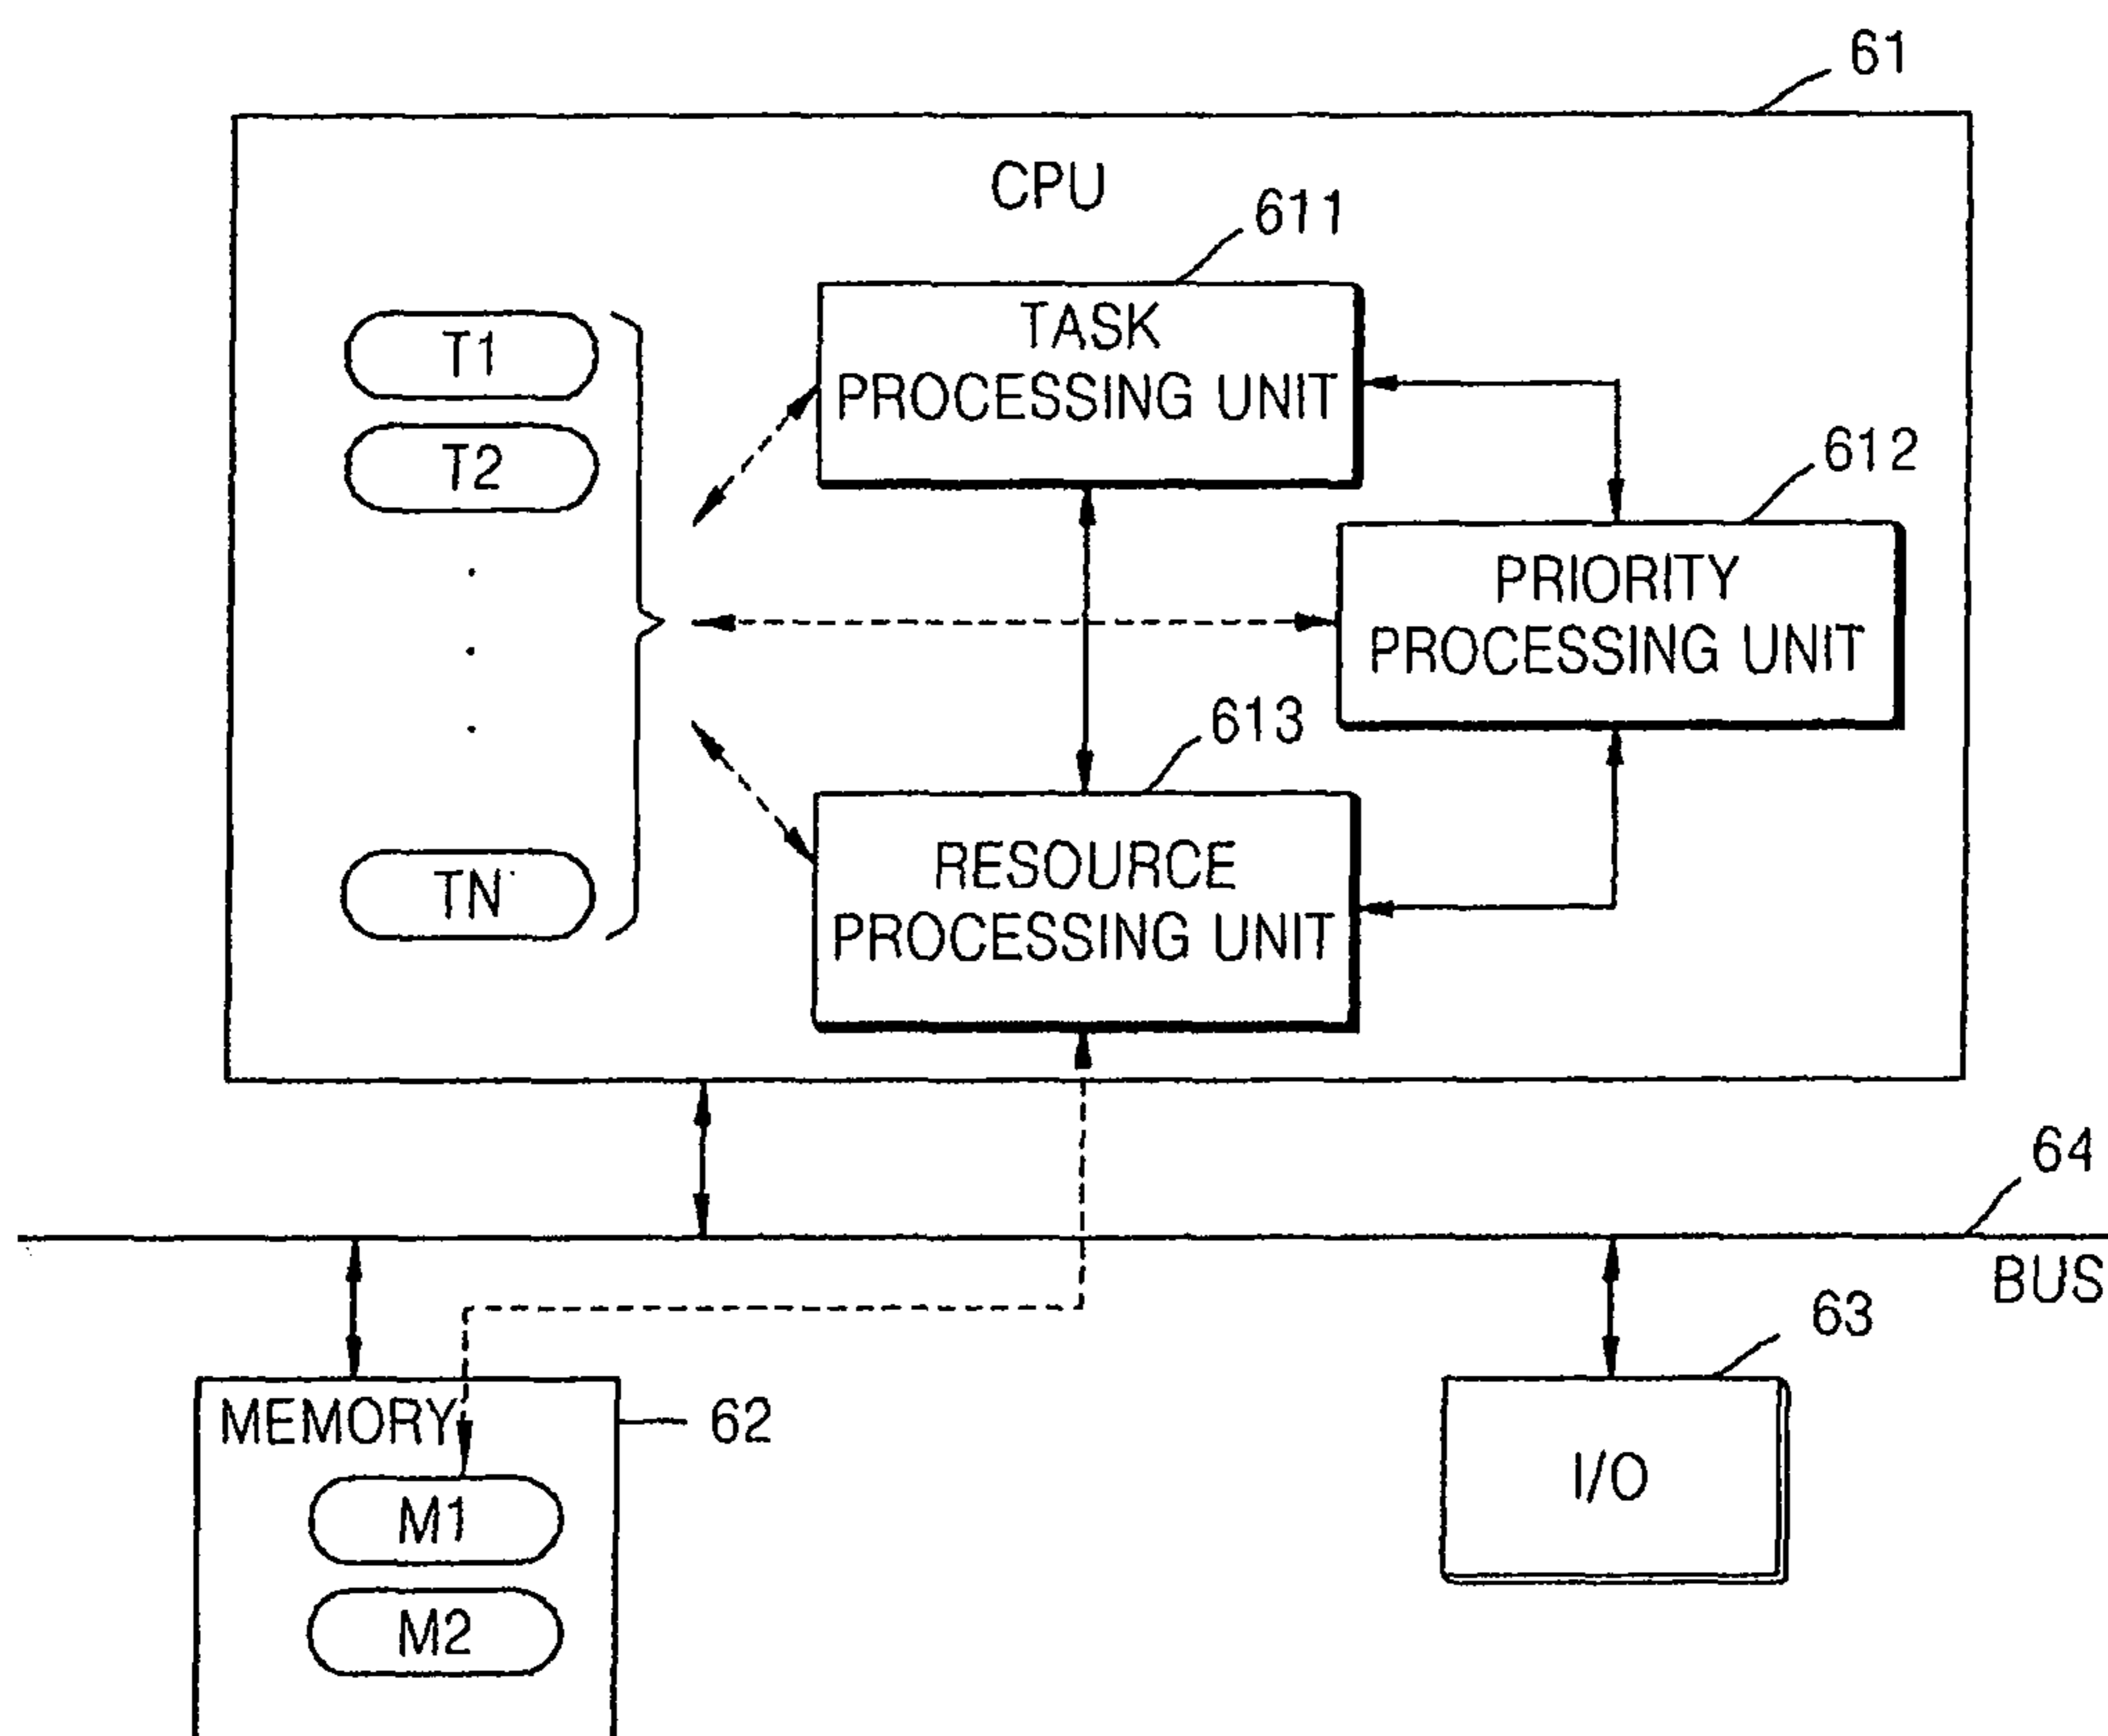 61
CPU
611
T1
TASK
PROCESSING UNIT
T2
612
PRIORITY
PROCESSING UNIT
613
TN
RESOURCE
PROCESSING UNIT
64
BUS
63
MEMORY
62
I/O
M1
M2